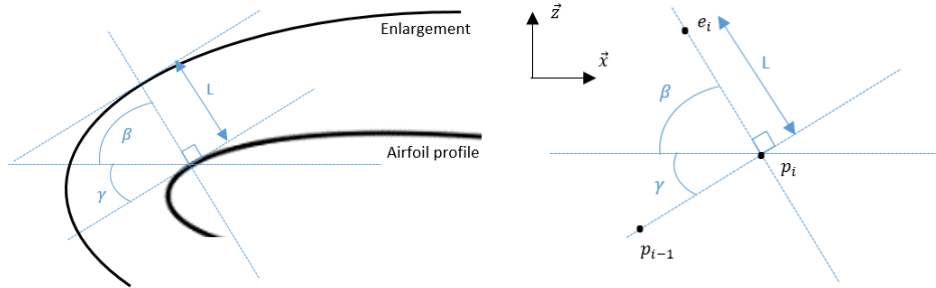 Enlargement
L
β
Airfoil profile
γ
z⃗
x⃗
eᵢ
L
β
pᵢ
γ
pᵢ₋₁